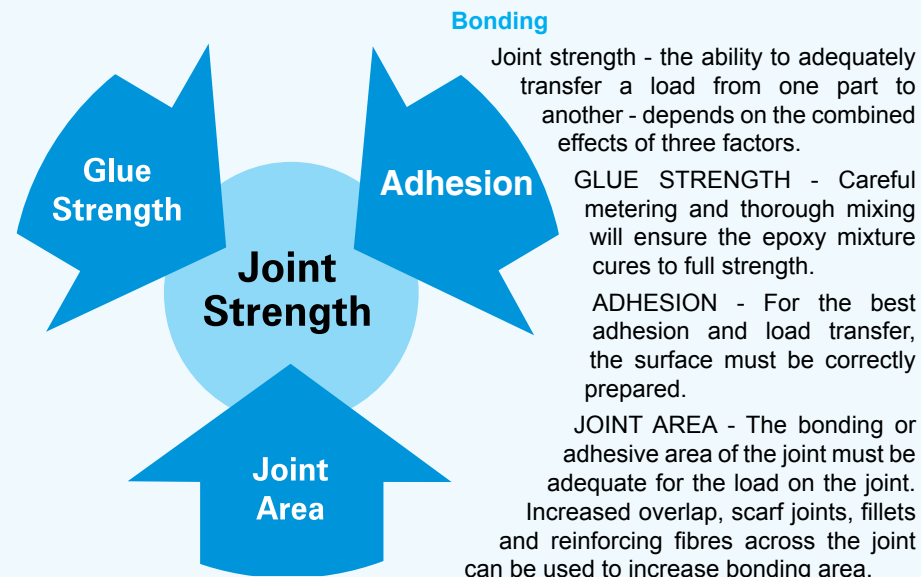 Bonding
Joint strength - the ability to adequately
transfer a load from one part to
another - depends on the combined
effects of three factors.
GLUE STRENGTH - Careful
metering and thorough mixing
will ensure the epoxy mixture
cures to full strength.
ADHESION - For the best
adhesion and load transfer,
the surface must be correctly
prepared.
JOINT AREA - The bonding or
adhesive area of the joint must be
adequate for the load on the joint.
Increased overlap, scarf joints, fillets
and reinforcing fibres across the joint
can be used to increase bonding area.
Glue
Strength
Adhesion
Joint
Strength
Joint
Area